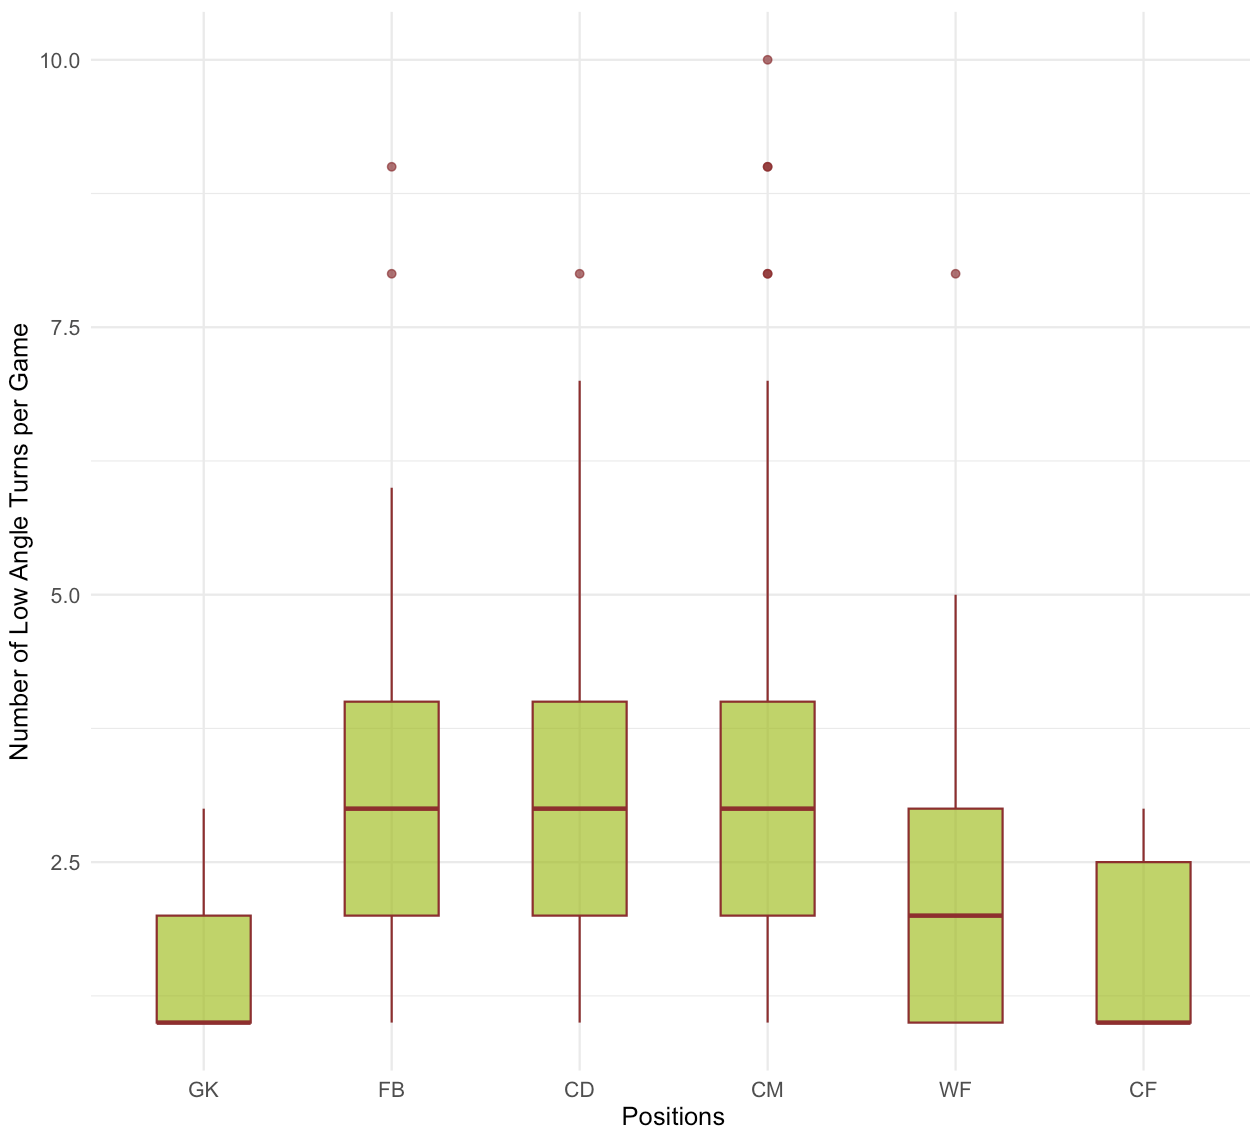 Number of Low Angle Turns per Game
10.0
7.5
5.0
2.5
GK FB CD CM WF CF
Positions